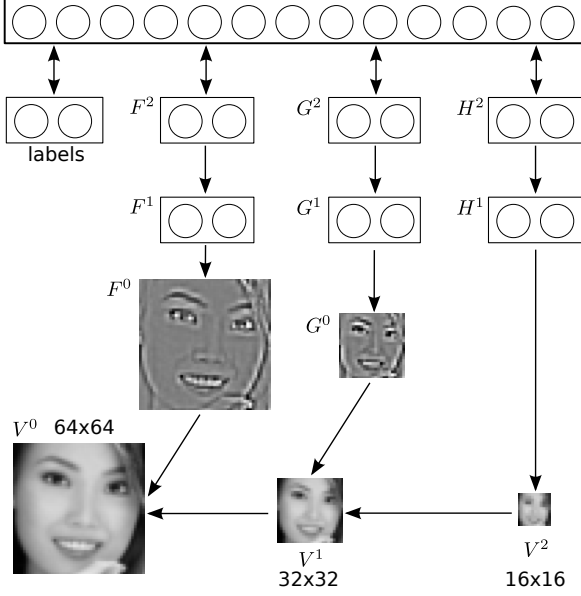 F² G² H²
labels
F¹ G¹ H¹
F⁰
G⁰
V⁰ 64x64
V¹ V²
32x32 16x16